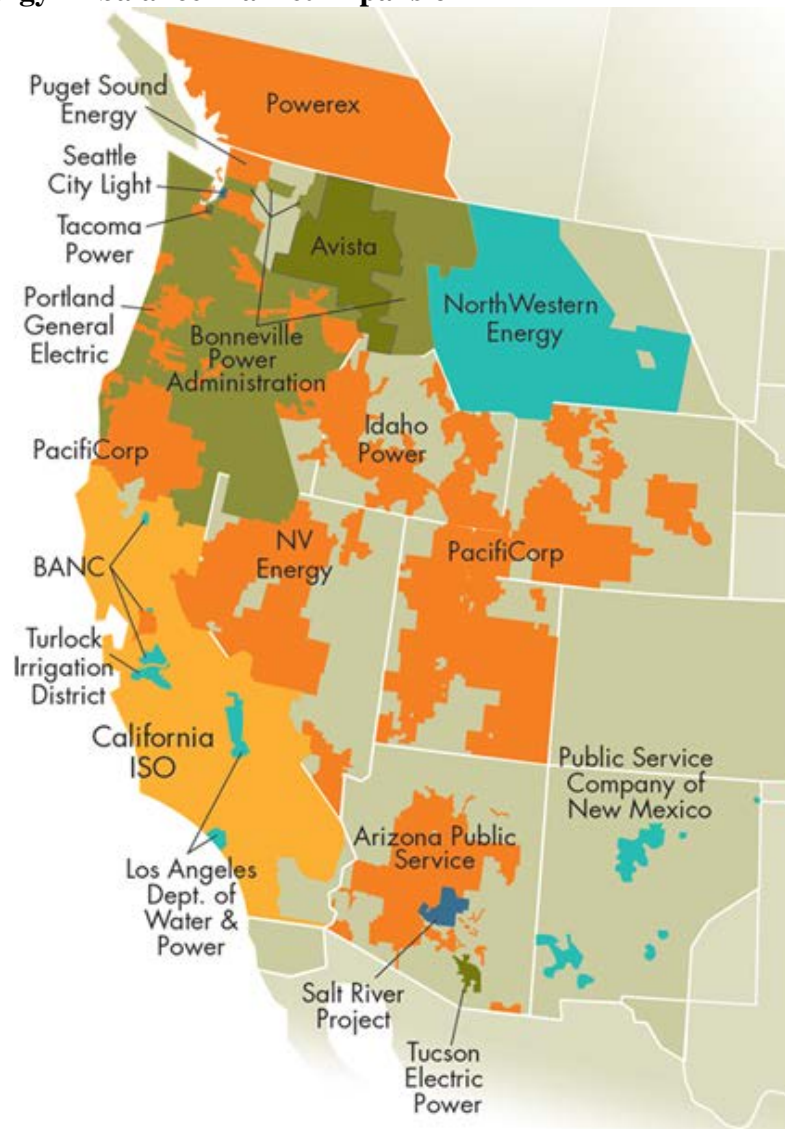 Puget Sound
Energy
Powerex
Seattle
City Light
Tacoma
Power
Avista
Portland
General
Electric
NorthWestern
Energy
Bonneville
Power
Administration
Idaho
Power
PacifiCorp
NV
Energy
PacifiCorp
BANC
Turlock
Irrigation
District
California
ISO
Public Service
Company of
New Mexico
Arizona Public
Service
Los Angeles
Dept. of
Water &
Power
Salt River
Project
Tucson
Electric
Power